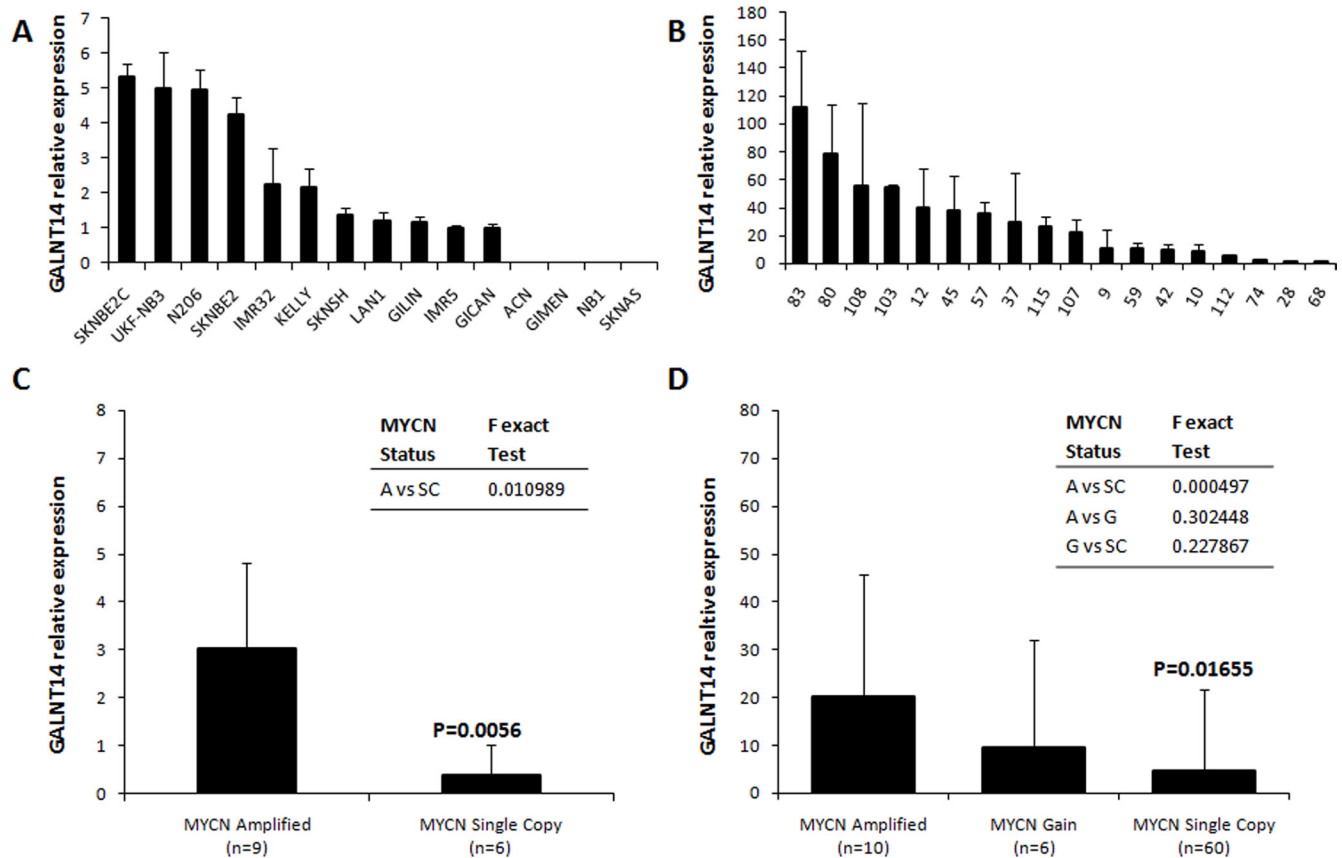 A
GALNT14 relative expression
7
6
5
4
3
2
1
0
SKNBE2C
UKF-NB3
N206
SKNBE2
IMR32
KELLY
SKNSH
LAN1
GILIN
IMR5
GICAN
ACN
GIMEN
NB1
SKNAS
B
GALNT14 relative expression
180
160
140
120
100
80
60
40
20
0
83
80
108
103
12
45
57
37
115
107
9
59
42
10
112
74
28
68
C
GALNT14 relative expression
8
7
6
5
4
3
2
1
0
MYCN F exact
Status Test
A vs SC 0.010989
P=0.0056
MYCN Amplified
(n=9)
MYCN Single Copy
(n=6)
D
GALNT14 realtive expression
80
70
60
50
40
30
20
10
0
MYCN F exact
Status Test
A vs SC 0.000497
A vs G 0.302448
G vs SC 0.227867
P=0.01655
MYCN Amplified
(n=10)
MYCN Gain
(n=6)
MYCN Single Copy
(n=60)